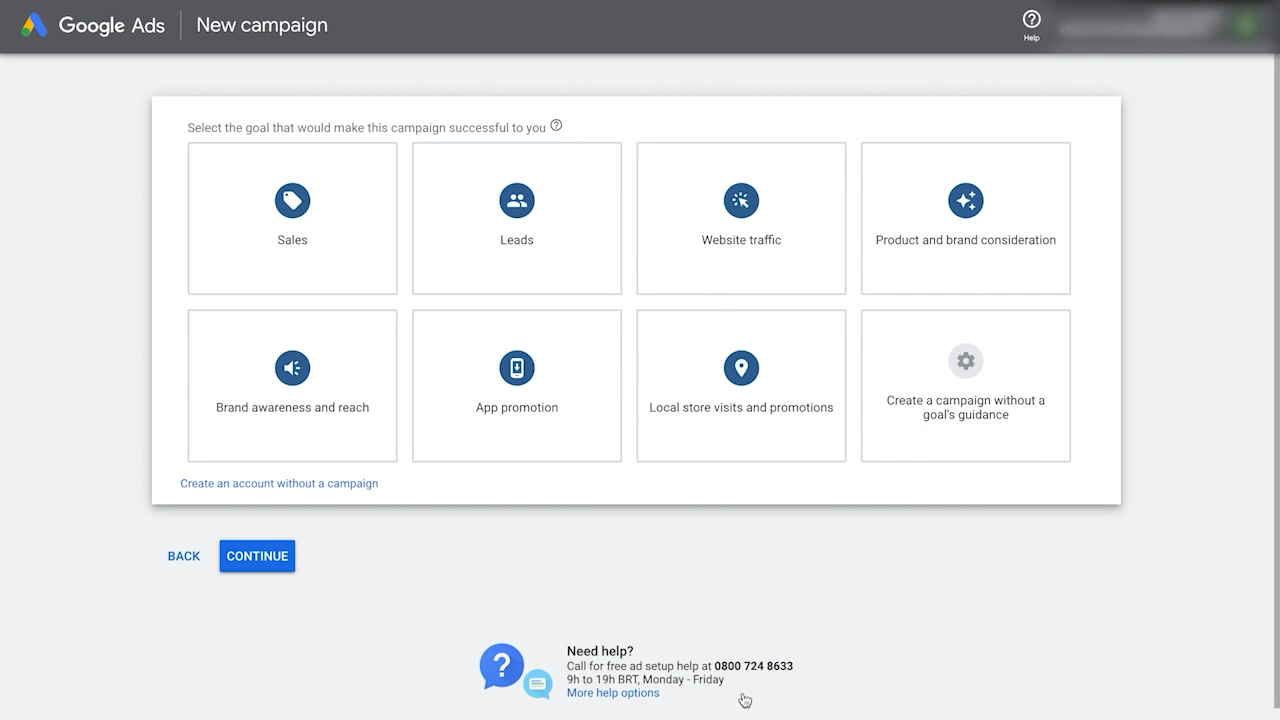 Google Ads
New campaign
Help
Select the goal that would make this campaign successful to you
Sales
Leads
Website traffic
Product and brand consideration
Brand awareness and reach
App promotion
Local store visits and promotions
Create a campaign without a
goal's guidance
Create an account without a campaign
BACK
CONTINUE
?
Need help?
Call for free ad setup help at 0800 724 8633
9h to 19h BRT, Monday - Friday
More help options